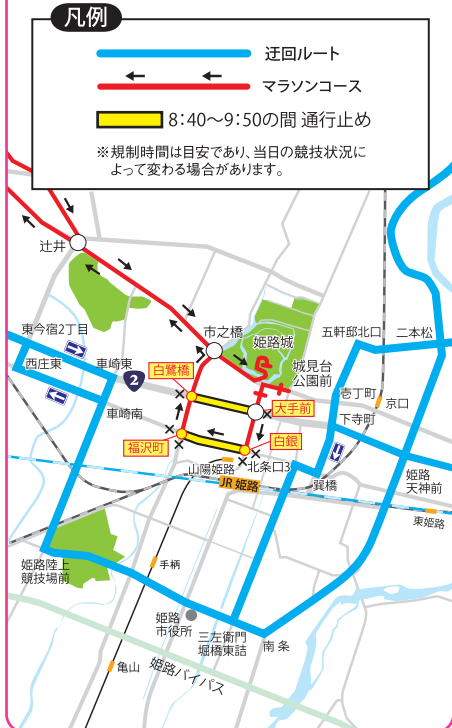 凡例
迂回ルート
マラソンコース
8:40〜9:50の間 通行止め
※規制時間は目安であり、当日の競技状況に
よって変わる場合があります。
辻井
市之橋
姫路城
五軒邸北口
二本松
東今宿2丁目
西庄東
車崎東
白鷺橋
城見台
公園前
2
壱丁町
京口
大手前
下寺町
車崎南
福沢町
白銀
山陽姫路
北条口3
JR 姫路
巽橋
姫路
天神前
東姫路
姫路陸上
競技場前
手柄
姫路
市役所
三左衛門
堀橋東詰
南条
亀山
姫路バイパス